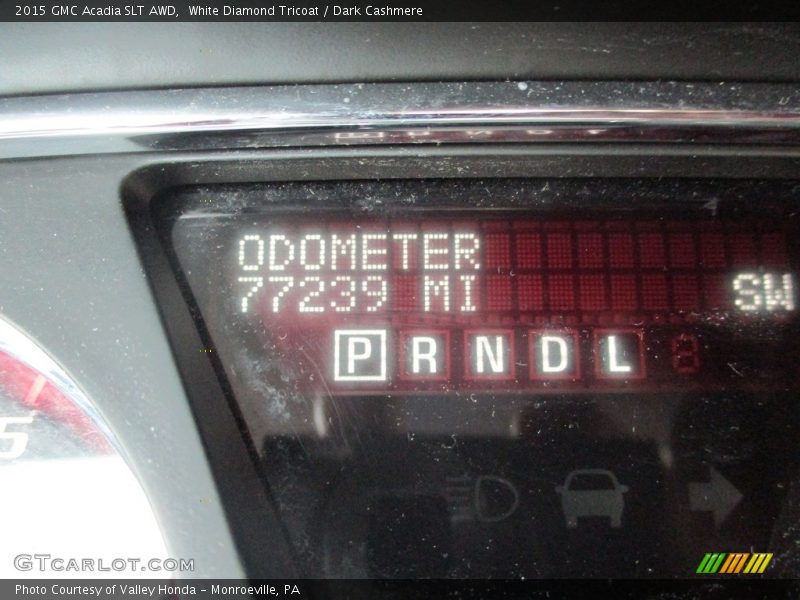 2015 GMC Acadia SLT AWD,  White Diamond Tricoat / Dark Cashmere
ODOMETER
77239 MI
SW
P R N D L
5
GTCARLOT.COM
Photo Courtesy of Valley Honda - Monroeville, PA